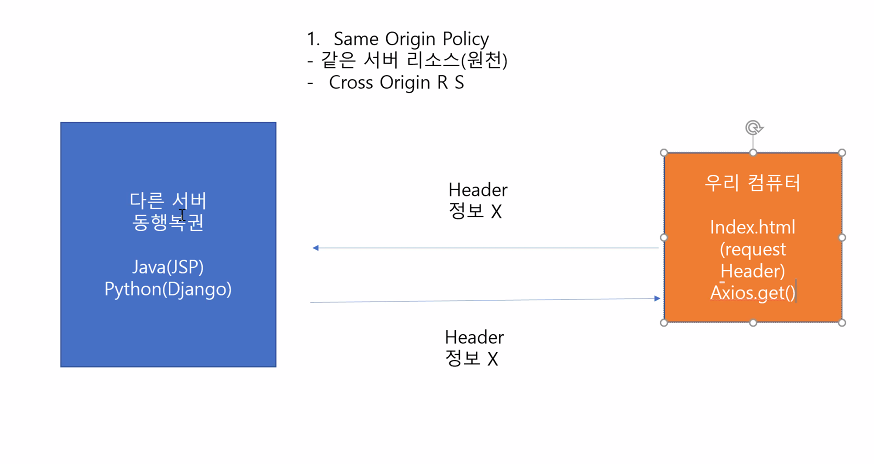 1. Same Origin Policy
- 같은 서버 리소스(원천)
- Cross Origin R S
다른 서버
동행복권
Java(JSP)
Python(Django)
Header
정보 X
Header
정보 X
우리 컴퓨터
Index.html
(request
Header)
Axios.get()